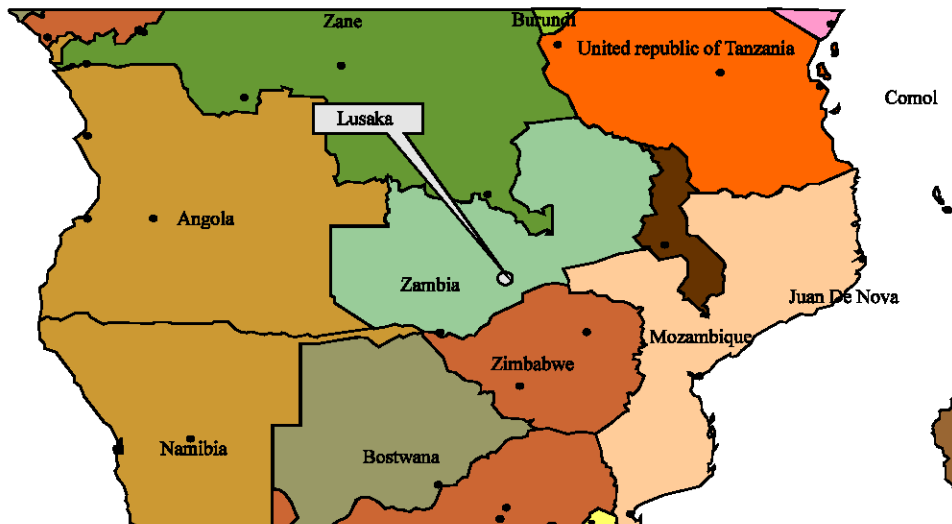 Zane
Burundi
United republic of Tanzania
Comol
Lusaka
Angola
Zambia
Juan De Nova
Mozambique
Zimbabwe
Namibia
Bostwana